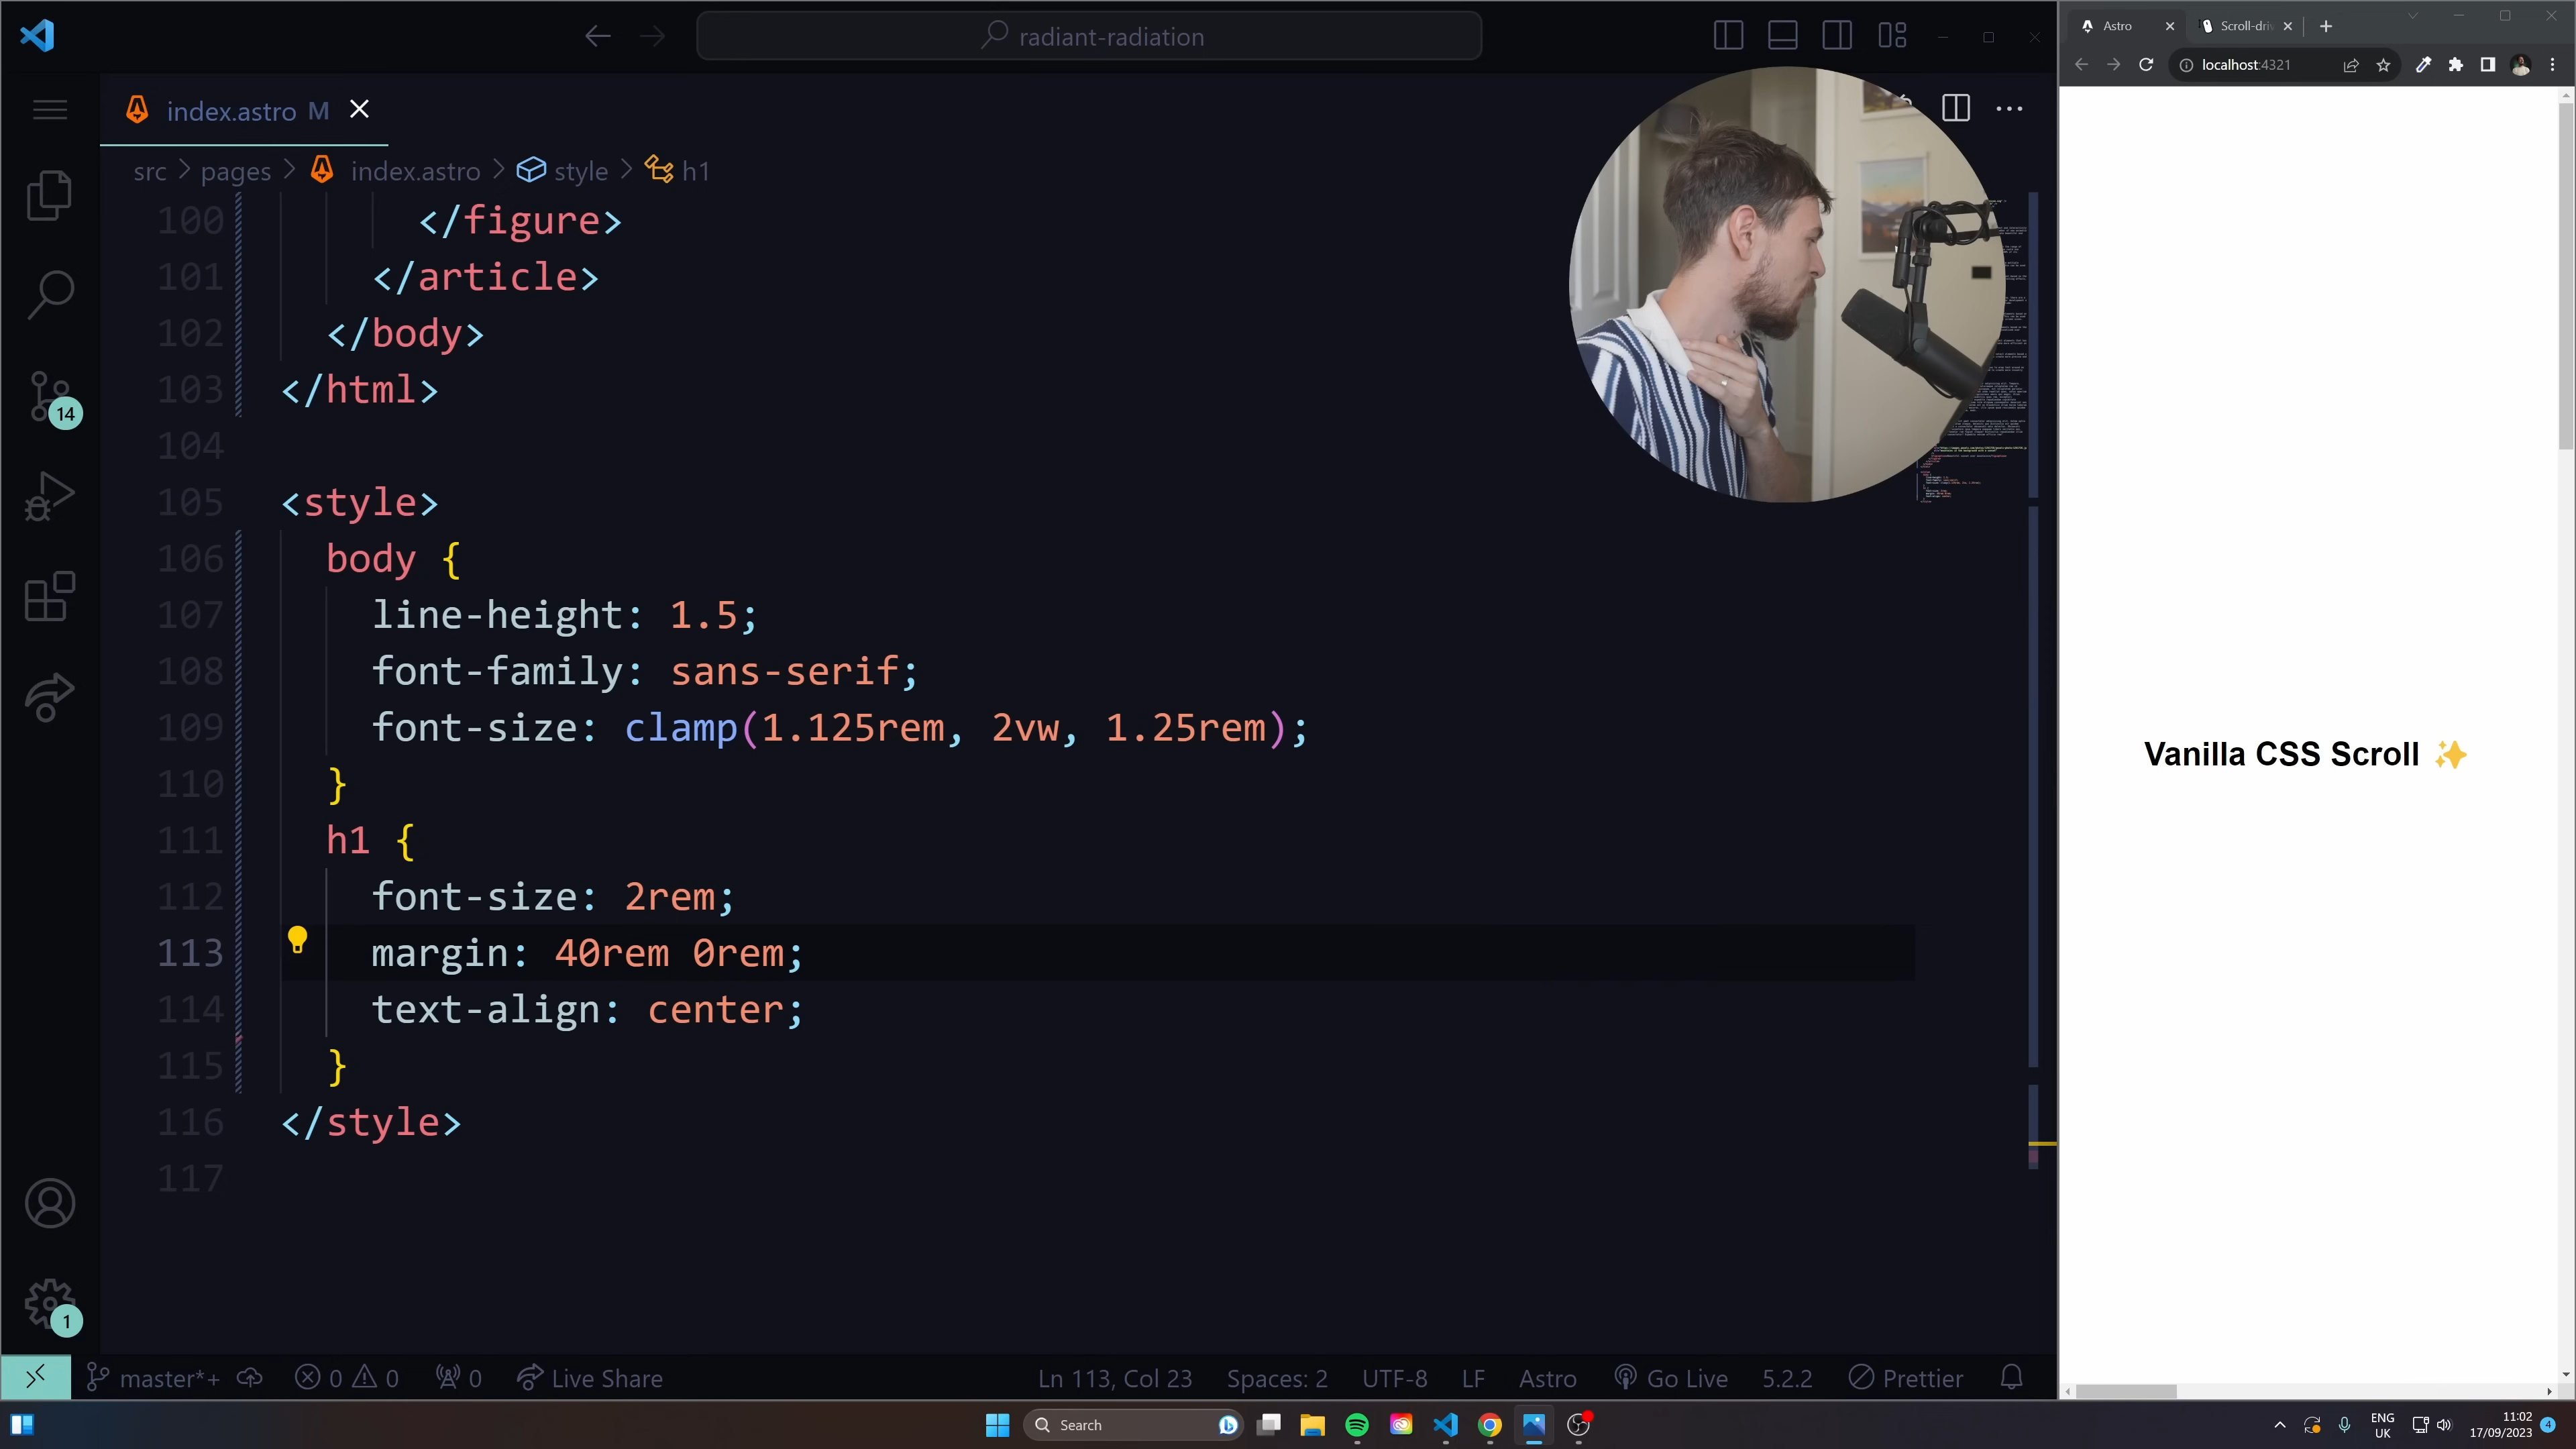 radiant-radiation
index.astro M
src > pages > index.astro > style > h1
100 </figure>
101 </article>
102 </body>
103 </html>
104
105 <style>
106 body {
107 line-height: 1.5;
108 font-family: sans-serif;
109 font-size: clamp(1.125rem, 2vw, 1.25rem);
110 }
111 h1 {
112 font-size: 2rem;
113 margin: 40rem 0rem;
114 text-align: center;
115 }
116 </style>
117
14
1
master*+ 0 0 0 Live Share Ln 113, Col 23 Spaces: 2 UTF-8 LF Astro Go Live 5.2.2 Prettier
Astro Scroll-driv
localhost:4321
Vanilla CSS Scroll ✨
Search
ENG
UK
11:02
17/09/2023
4